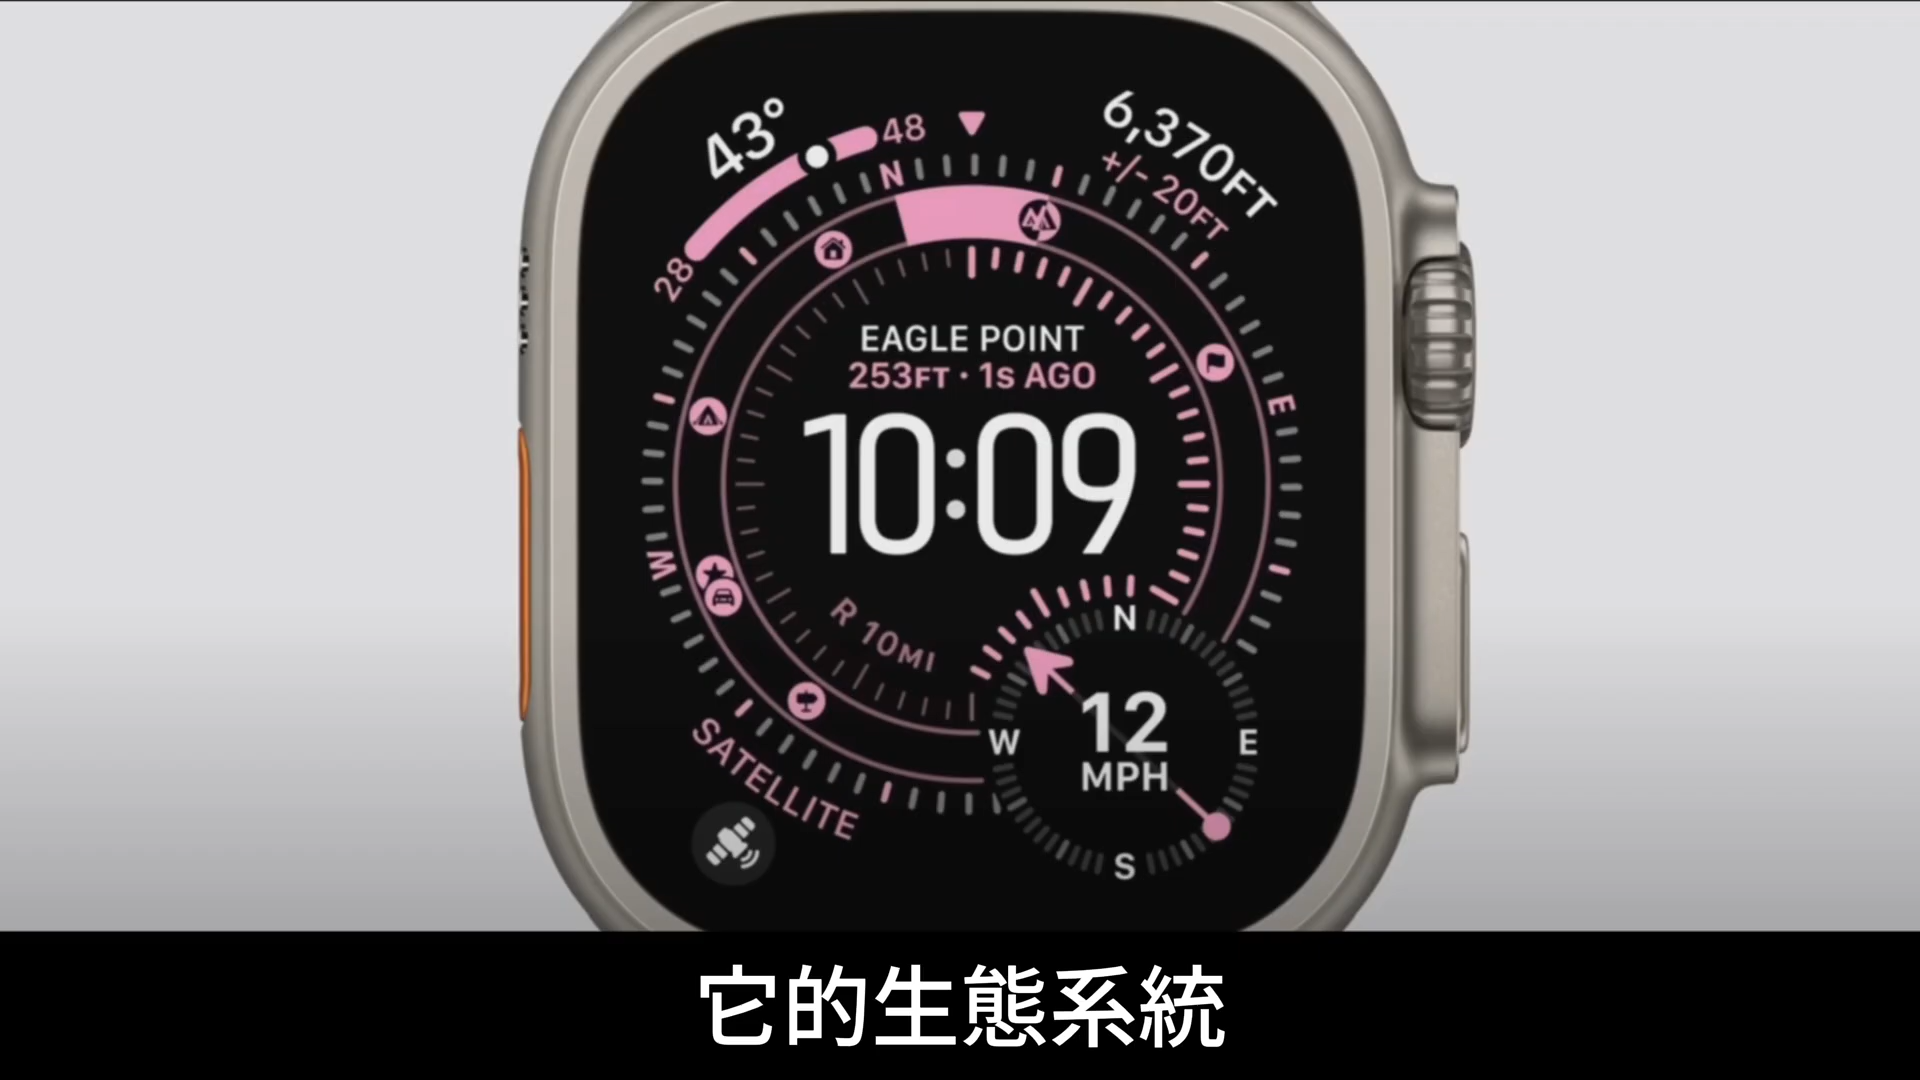 43°
48
28
6,370FT
+/- 20FT
N
E
W
EAGLE POINT
253FT · 1S AGO
10:09
R 10MI
SATELLITE
N
W
E
S
12
MPH
它的生態系統